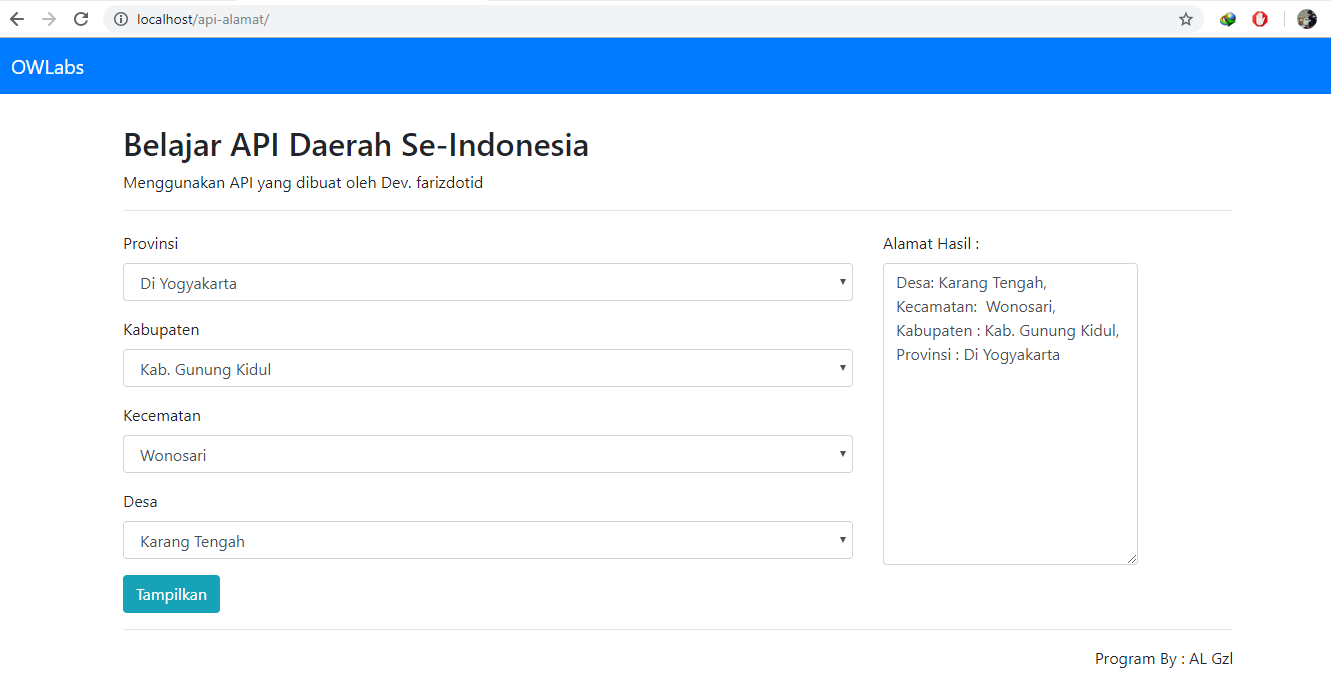 localhost/api-alamat/
OWLabs
Belajar API Daerah Se-Indonesia
Menggunakan API yang dibuat oleh Dev. farizdotid
Provinsi
Di Yogyakarta
Kabupaten
Kab. Gunung Kidul
Kecematan
Wonosari
Desa
Karang Tengah
Tampilkan
Alamat Hasil :
Desa: Karang Tengah,
Kecamatan:  Wonosari,
Kabupaten : Kab. Gunung Kidul,
Provinsi : Di Yogyakarta
Program By : AL Gzl